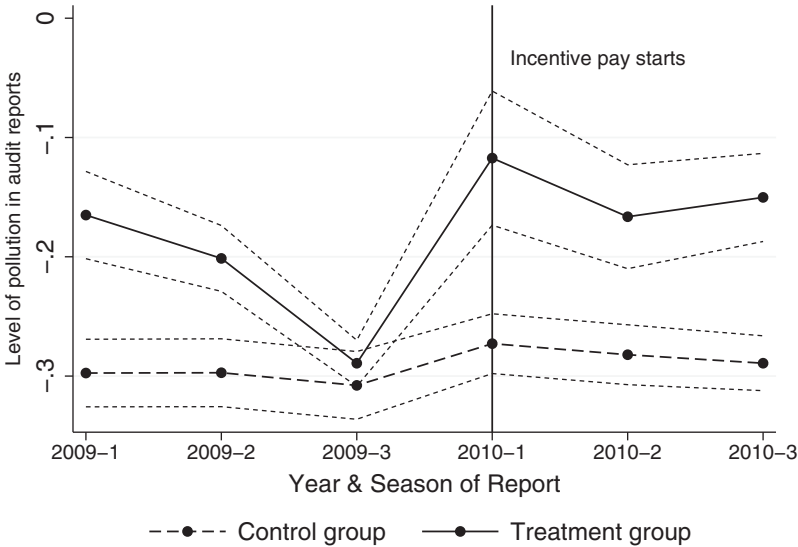 Level of pollution in audit reports
0
−.1
−.2
−.3
Incentive pay starts
2009−1
2009−2
2009−3
2010−1
2010−2
2010−3
Year & Season of Report
Control group
Treatment group